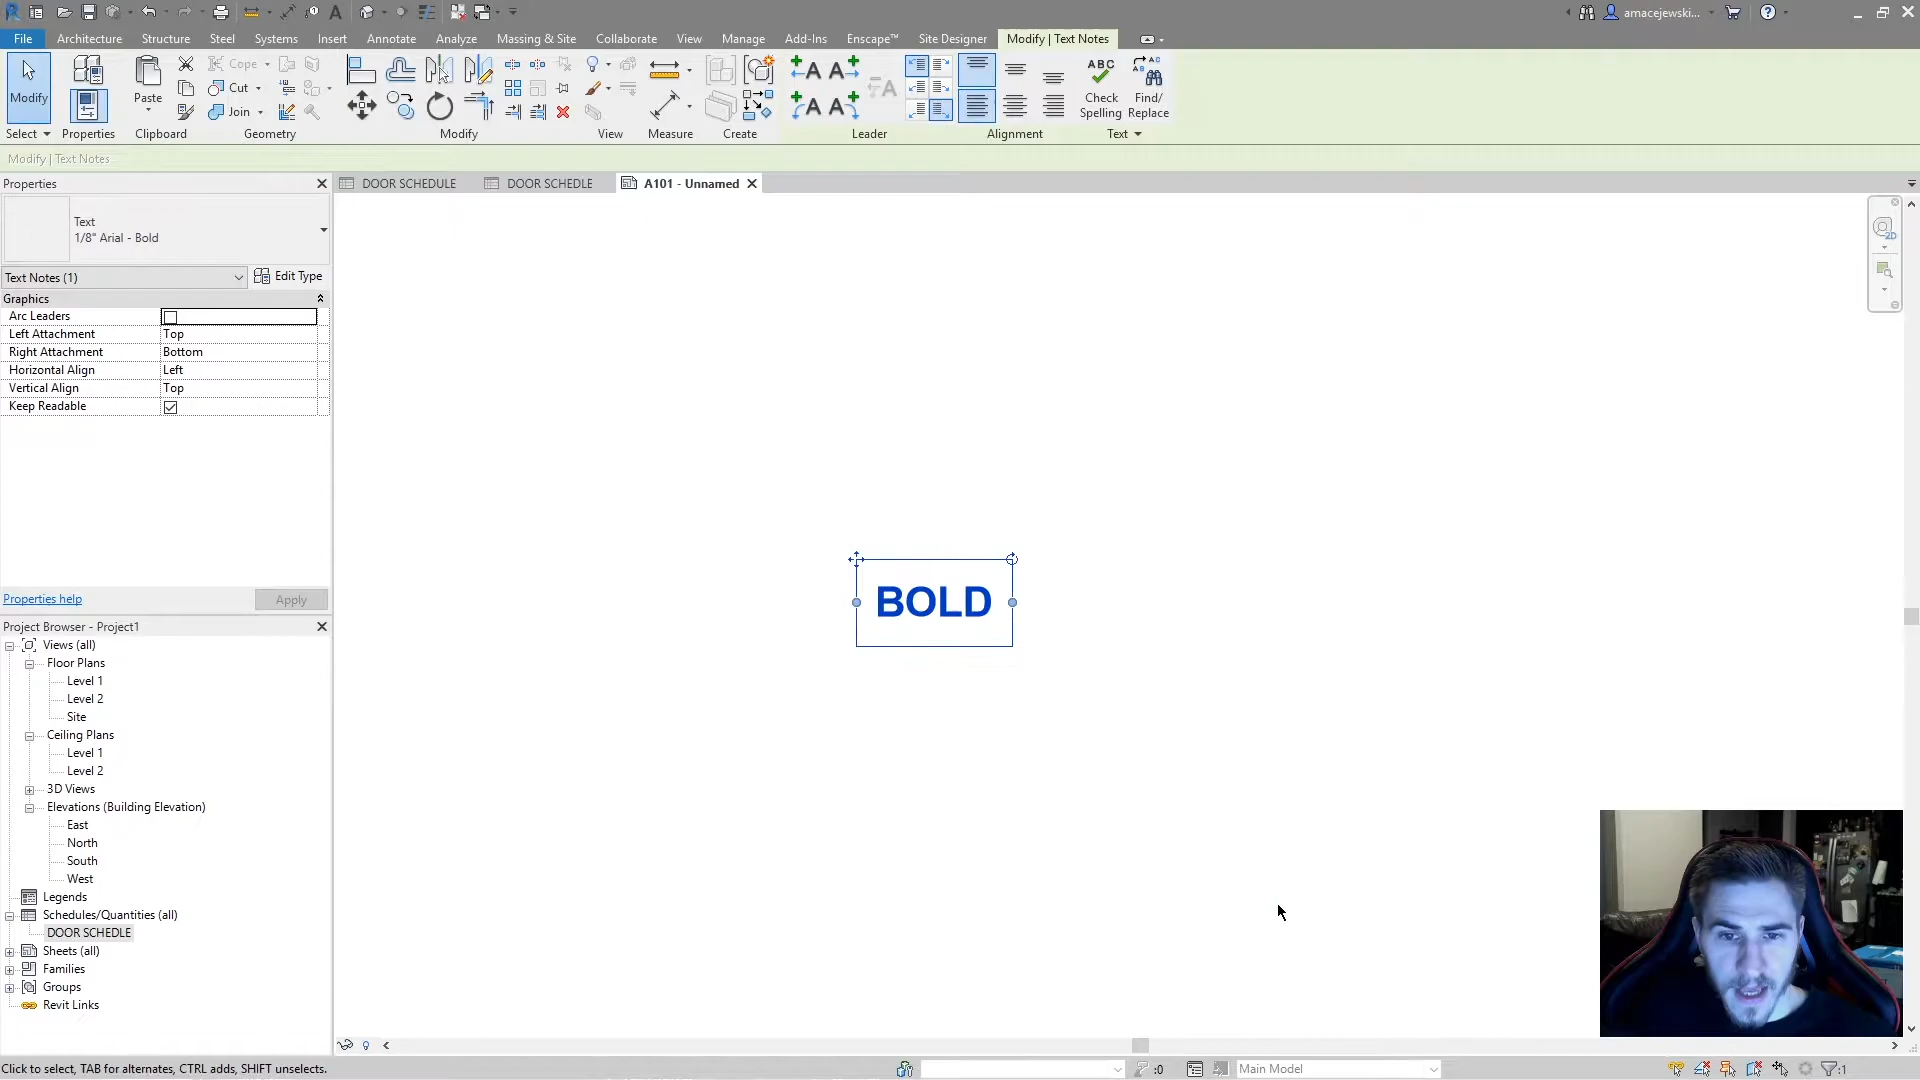 amacejewski...
File Architecture Structure Steel Systems Insert Annotate Analyze Massing & Site Collaborate View Manage Add-Ins Enscape™ Site Designer Modify | Text Notes
Modify
Paste
Cope
Cut
Join
ABC
Check
Spelling
Find/
Replace
Select Properties Clipboard Geometry Modify View Measure Create Leader Alignment Text
Modify | Text Notes
Properties
DOOR SCHEDULE DOOR SCHEDLE A101 - Unnamed
Text
1/8" Arial - Bold
Text Notes (1) Edit Type
Graphics
Arc Leaders
Left Attachment Top
Right Attachment Bottom
Horizontal Align Left
Vertical Align Top
Keep Readable
Properties help Apply
BOLD
Project Browser - Project1
Views (all)
Floor Plans
Level 1
Level 2
Site
Ceiling Plans
Level 1
Level 2
3D Views
Elevations (Building Elevation)
East
North
South
West
Legends
Schedules/Quantities (all)
DOOR SCHEDLE
Sheets (all)
Families
Groups
Revit Links
Click to select, TAB for alternates, CTRL adds, SHIFT unselects.
:0
Main Model
:1